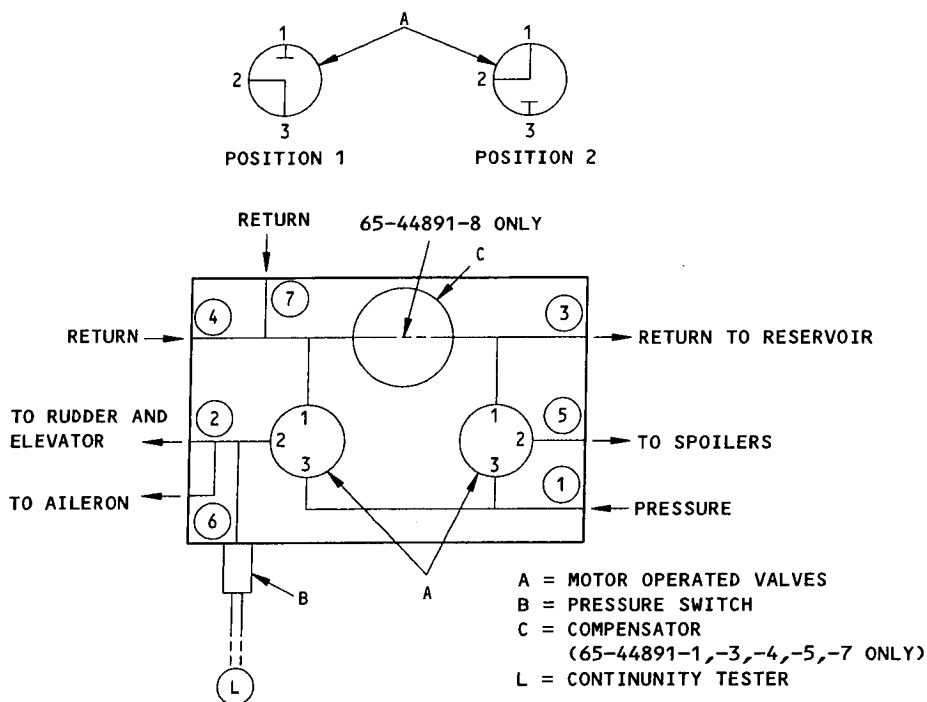 A
1
2
3
POSITION 1
1
2
3
POSITION 2
RETURN
65-44891-8 ONLY
C
7
4
3
RETURN
RETURN TO RESERVOIR
TO RUDDER AND
ELEVATOR
2
1
2
3
1
2
3
5
TO SPOILERS
1
TO AILERON
6
PRESSURE
B
A
L
A = MOTOR OPERATED VALVES
B = PRESSURE SWITCH
C = COMPENSATOR
(65-44891-1,-3,-4,-5,-7 ONLY)
L = CONTINUNITY TESTER